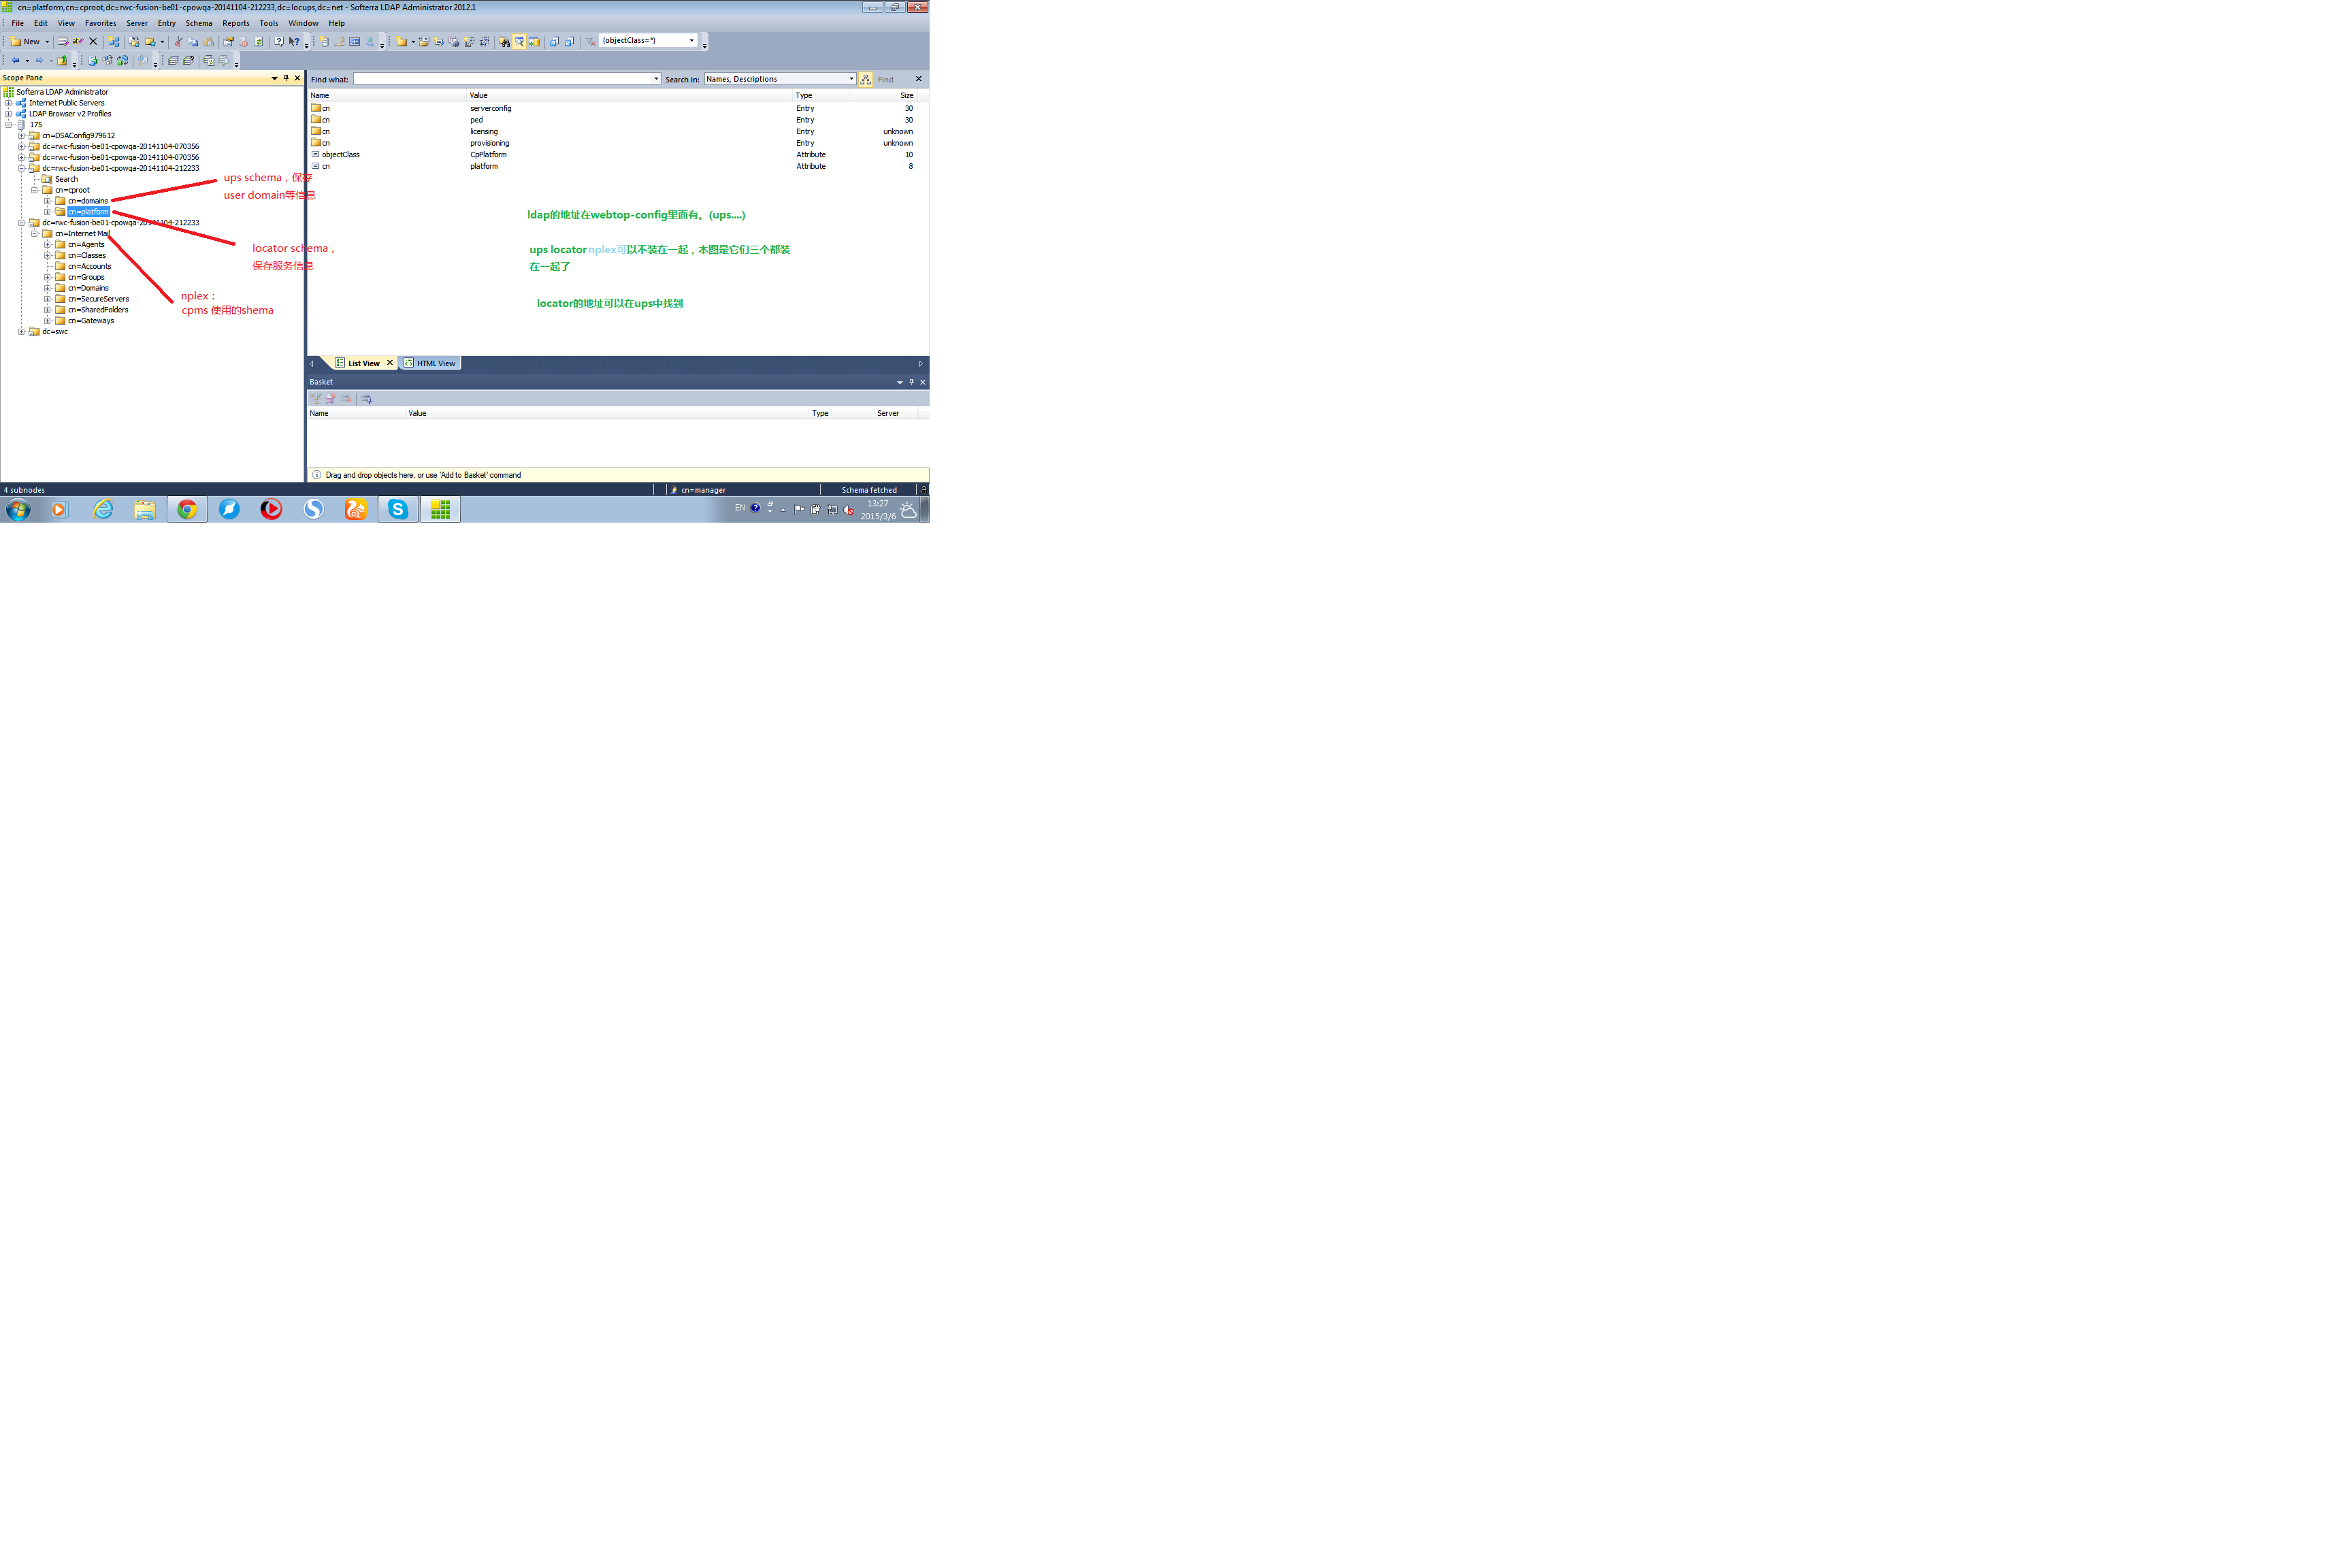 cn=platform,cn=cproot,dc=rwc-fusion-be01-cpowqa-20141104-212233,dc=locups,dc=net - Softerra LDAP Administrator 2012.1
File Edit View Favorites Server Entry Schema Reports Tools Window Help
New (objectClass=*)
Scope Pane
Softerra LDAP Administrator
Internet Public Servers
LDAP Browser v2 Profiles
175
cn=DSAConfig979612
dc=rwc-fusion-be01-cpowqa-20141104-070356
dc=rwc-fusion-be01-cpowqa-20141104-070356
dc=rwc-fusion-be01-cpowqa-20141104-212233
Search
cn=cproot
cn=domains
cn=platform
dc=rwc-fusion-be01-cpowqa-20141104-212233
cn=Internet Mail
cn=Agents
cn=Classes
cn=Accounts
cn=Groups
cn=Domains
cn=SecureServers
cn=SharedFolders
cn=Gateways
dc=swc
ups schema，保存
user domain等信息
locator schema，
保存服务信息
nplex：
cpms 使用的shema
Find what: Search in: Names, Descriptions Find
Name Value Type Size
cn serverconfig Entry 30
cn ped Entry 30
cn licensing Entry unknown
cn provisioning Entry unknown
objectClass CpPlatform Attribute 10
cn platform Attribute 8
ldap的地址在webtop-config里面有。(ups....)
ups locator nplex可以不装在一起，本图是它们三个都装
在一起了
locator的地址可以在ups中找到
List View HTML View
Basket
Name Value Type Server
Drag and drop objects here, or use 'Add to Basket' command
4 subnodes cn=manager Schema fetched
EN 13:27
2015/3/6